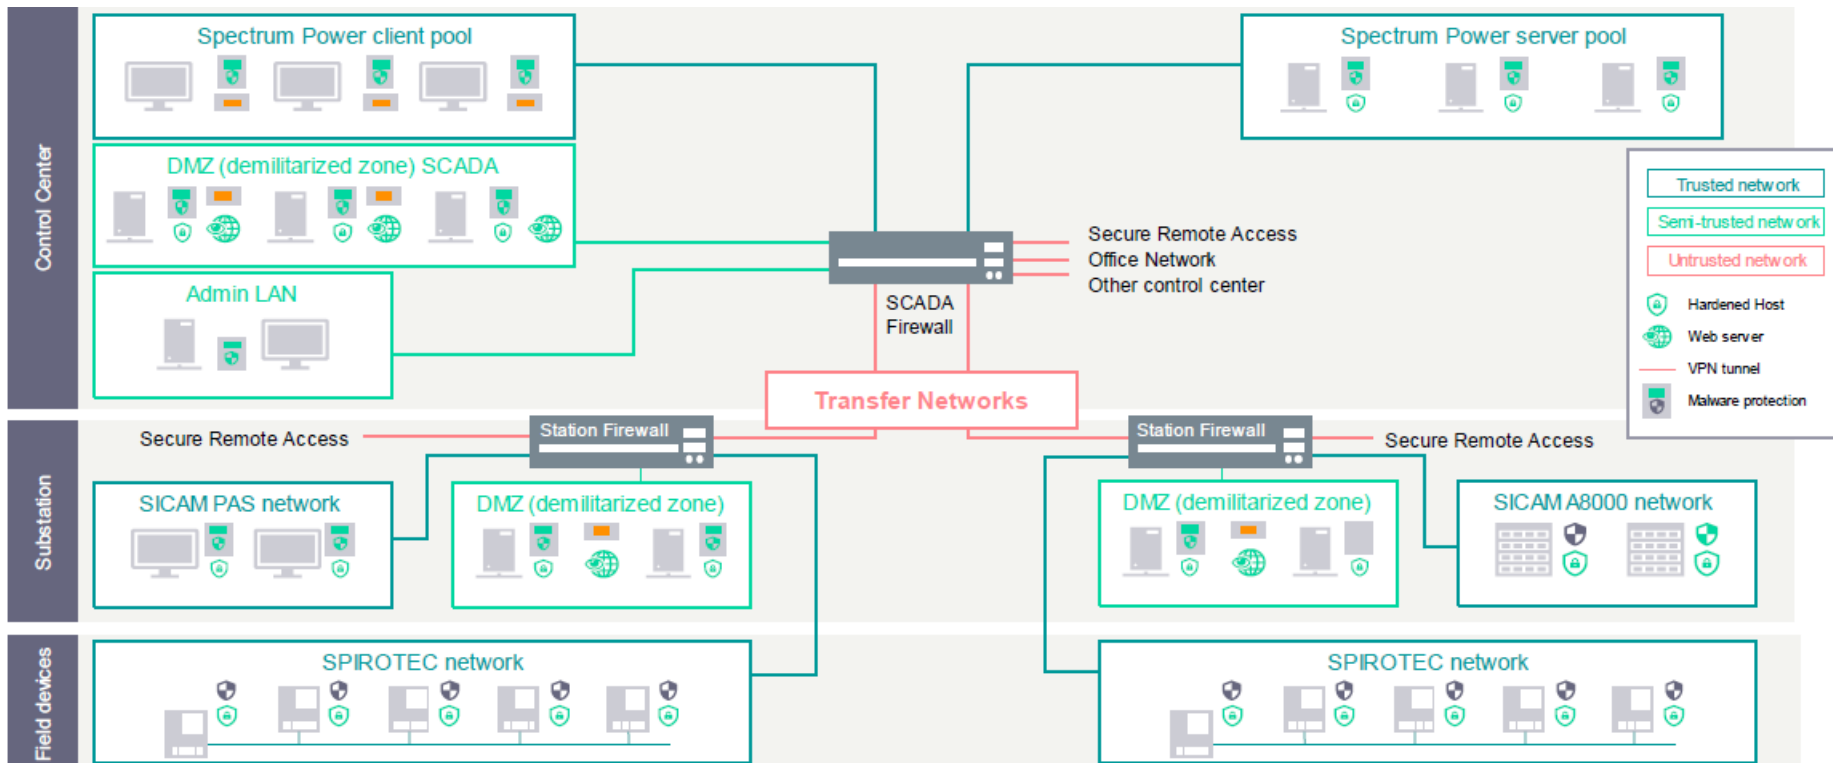 Control Center
Spectrum Power client pool
Spectrum Power server pool
DMZ (demilitarized zone) SCADA
Admin LAN
SCADA
Firewall
Secure Remote Access
Office Network
Other control center
Trusted network
Semi-trusted network
Untrusted network
Hardened Host
Web server
VPN tunnel
Malware protection
Transfer Networks
Substation
Secure Remote Access
Station Firewall
Station Firewall
Secure Remote Access
SICAM PAS network
DMZ (demilitarized zone)
DMZ (demilitarized zone)
SICAM A8000 network
Field devices
SPIROTEC network
SPIROTEC network